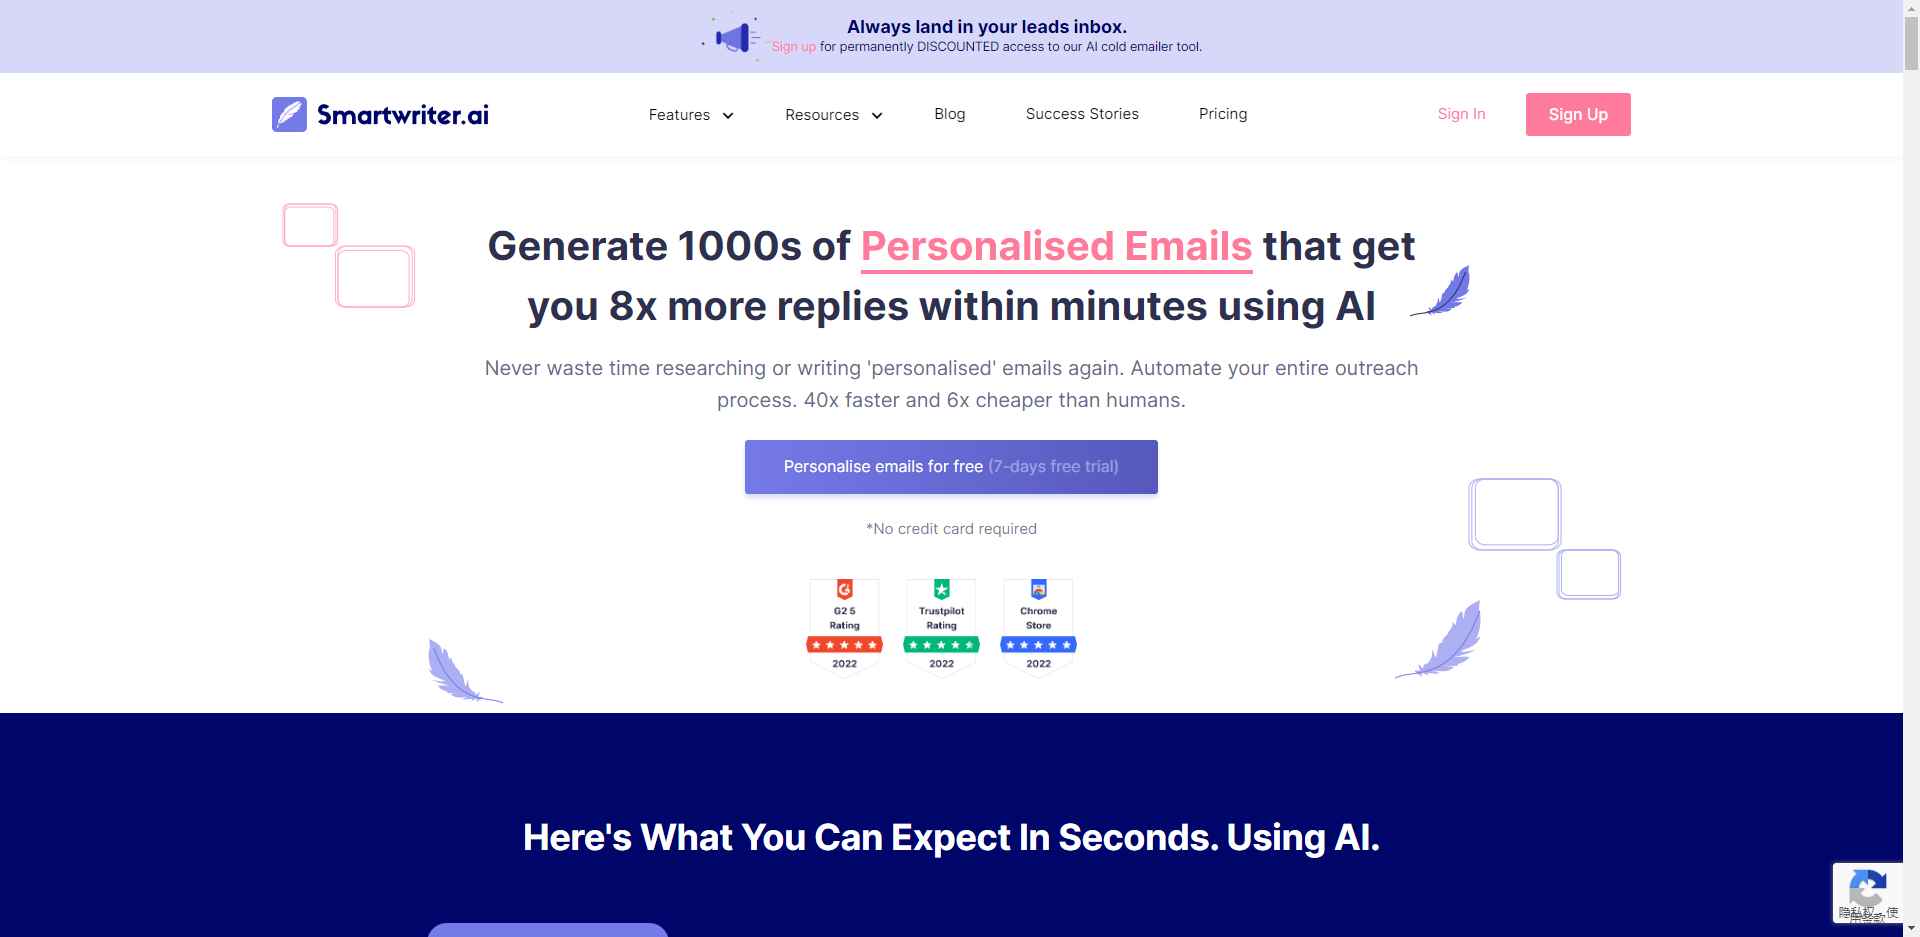 Always land in your leads inbox.
Sign up for permanently DISCOUNTED access to our AI cold emailer tool.
Smartwriter.ai
Features
Resources
Blog
Success Stories
Pricing
Sign In
Sign Up
Generate 1000s of Personalised Emails that get
you 8x more replies within minutes using AI
Never waste time researching or writing 'personalised' emails again. Automate your entire outreach
process. 40x faster and 6x cheaper than humans.
Personalise emails for free (7-days free trial)
*No credit card required
G2 5
Rating
2022
Trustpilot
Rating
2022
Chrome
Store
2022
Here's What You Can Expect In Seconds. Using AI.
隐私权 - 使
用条款